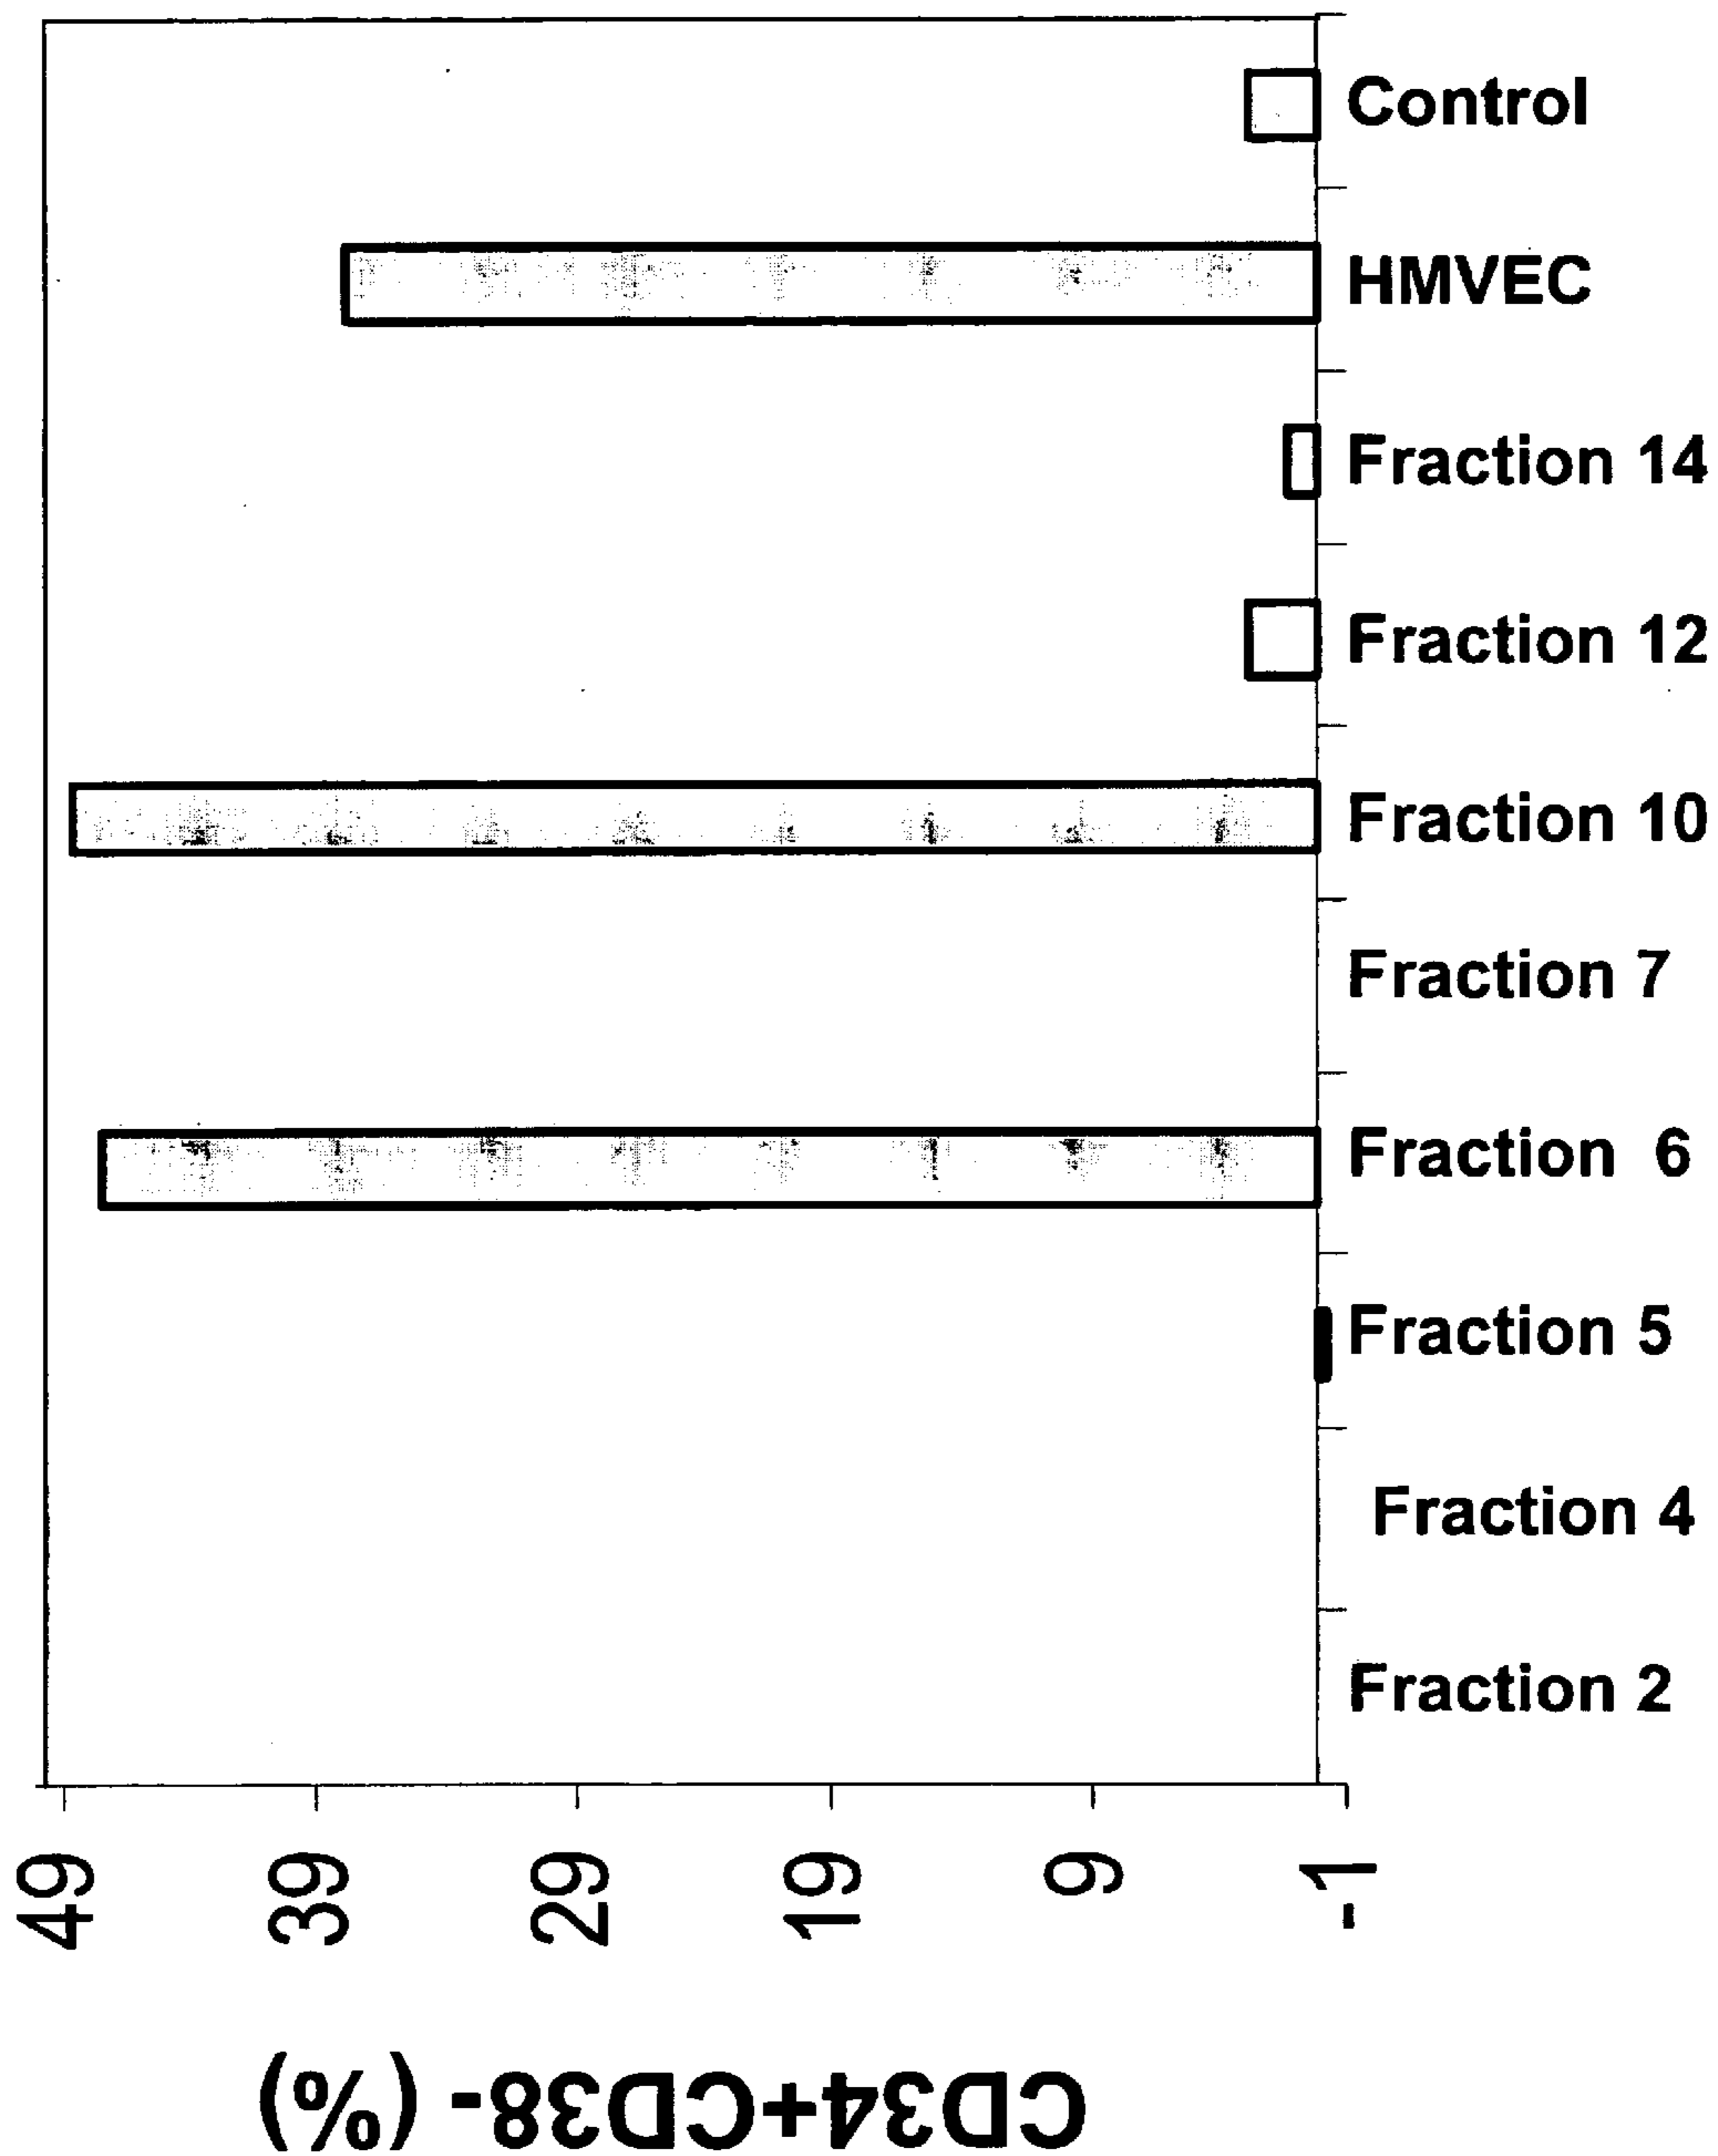 CD34+CD38- (%)
49
39
29
19
9
-1
Fraction 2
Fraction 4
Fraction 5
Fraction 6
Fraction 7
Fraction 10
Fraction 12
Fraction 14
HMVEC
Control